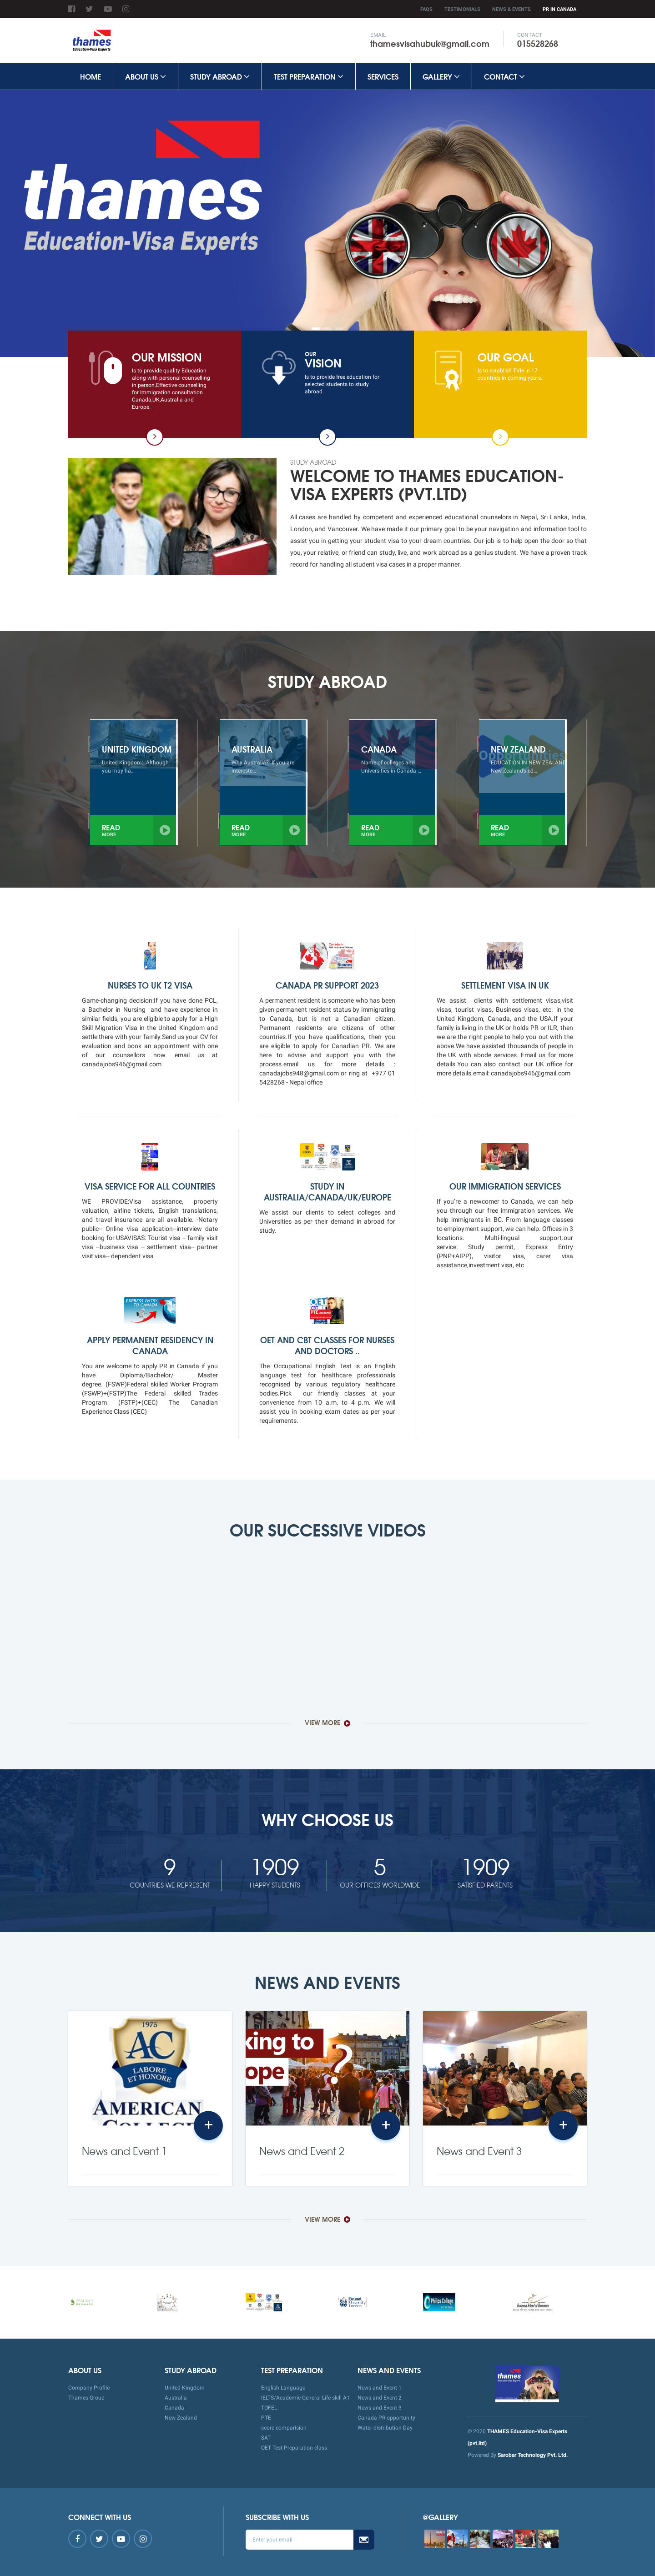 FAQS
TESTIMONIALS
NEWS & EVENTS
PR IN CANADA
thames
Education-Visa Experts
EMAIL
thamesvisahubuk@gmail.com
CONTACT
015528268
HOME
ABOUT US
STUDY ABROAD
TEST PREPARATION
SERVICES
GALLERY
CONTACT
thames
Education-Visa Experts
OUR MISSION
Is to provide quality Education
along with personal counselling
in person.Effective counselling
for Immigration consultation
Canada,UK,Australia and
Europe.
OUR
VISION
Is to provide free education for
selected students to study
abroad.
OUR GOAL
Is to establish TVH in 17
countries in coming years.
STUDY ABROAD
WELCOME TO THAMES EDUCATION-
VISA EXPERTS (PVT.LTD)
All cases are handled by competent and experienced educational counselors in Nepal, Sri Lanka, India,
London, and Vancouver. We have made it our primary goal to be your navigation and information tool to
assist you in getting your student visa to your dream countries. Our job is to help open the door so that
you, your relative, or friend can study, live, and work abroad as a genius student. We have a proven track
record for handling all student visa cases in a proper manner.
STUDY ABROAD
UNITED KINGDOM
United Kingdom:: Although
you may ha...
READ
MORE
AUSTRALIA
Why Australia? If you are
intereste...
READ
MORE
CANADA
Name of colleges and
Universities in Canada ...
READ
MORE
Opportunities
NEW ZEALAND
EDUCATION IN NEW ZEALAND
New Zealand's ed...
READ
MORE
NURSES TO UK T2 VISA
Game-changing decision:If you have done PCL,
a Bachelor in Nursing and have experience in
similar fields, you are eligible to apply for a High
Skill Migration Visa in the United Kingdom and
settle there with your family.Send us your CV for
evaluation and book an appointment with one
of our counsellors now. email us at
canadajobs946@gmail.com
CANADA PR SUPPORT 2023
A permanent resident is someone who has been
given permanent resident status by immigrating
to Canada, but is not a Canadian citizen.
Permanent residents are citizens of other
countries.If you have qualifications, then you
are eligible to apply for Canadian PR. We are
here to advise and support you with the
process.email us for more details :
canadajobs948@gmail.com or ring at +977 01
5428268 - Nepal office
SETTLEMENT VISA IN UK
We assist clients with settlement visas,visit
visas, tourist visas, Business visas, etc. in the
United Kingdom, Canada, and the USA.If your
family is living in the UK or holds PR or ILR, then
we are the right people to help you out with the
above.We have assisted thousands of people in
the UK with abode services. Email us for more
details.You can also contact our UK office for
more details.email: canadajobs946@gmail.com
VISA SERVICE FOR ALL COUNTRIES
WE PROVIDE:Visa assistance, property
valuation, airline tickets, English translations,
and travel insurance are all available. -Notary
public-- Online visa application--interview date
booking for USAVISAS: Tourist visa -- family visit
visa --business visa -- settlement visa-- partner
visit visa-- dependent visa
STUDY IN
AUSTRALIA/CANADA/UK/EUROPE
We assist our clients to select colleges and
Universities as per their demand in abroad for
study.
OUR IMMIGRATION SERVICES
If you're a newcomer to Canada, we can help
you through our free immigration services. We
help immigrants in BC. From language classes
to employment support, we can help. Offices in 3
locations. Multi-lingual support.our
service: Study permit, Express Entry
(PNP+AIPP), visitor visa, carer visa
assistance,investment visa, etc
APPLY PERMANENT RESIDENCY IN
CANADA
You are welcome to apply PR in Canada if you
have Diploma/Bachelor/ Master
degree. (FSWP)Federal skilled Worker Program
(FSWP)+(FSTP)The Federal skilled Trades
Program (FSTP)+(CEC) The Canadian
Experience Class (CEC)
OET AND CBT CLASSES FOR NURSES
AND DOCTORS ..
The Occupational English Test is an English
language test for healthcare professionals
recognised by various regulatory healthcare
bodies.Pick our friendly classes at your
convenience from 10 a.m. to 4 p.m. We will
assist you in booking exam dates as per your
requirements.
OUR SUCCESSIVE VIDEOS
VIEW MORE
WHY CHOOSE US
9
COUNTRIES WE REPRESENT
1909
HAPPY STUDENTS
5
OUR OFFICES WORLDWIDE
1909
SATISFIED PARENTS
NEWS AND EVENTS
1975
AC
LABORE
ET HONORE
AMERICAN
News and Event 1
king to
ope
?
News and Event 2
News and Event 3
VIEW MORE
Brunel
University
London
Philips College
ABOUT US
Company Profile
Thames Group
STUDY ABROAD
United Kingdom
Australia
Canada
New Zealand
TEST PREPARATION
English Language
IELTS/Academic-General-Life skill A1
TOFEL
PTE
score comparision
SAT
OET Test Preparation class
NEWS AND EVENTS
News and Event 1
News and Event 2
News and Event 3
Canada PR opportunity
Water distribution Day
thames
© 2020 THAMES Education-Visa Experts
(pvt.ltd)
Powered By Sarobar Technology Pvt. Ltd.
CONNECT WITH US
SUBSCRIBE WITH US
Enter your email
@GALLERY